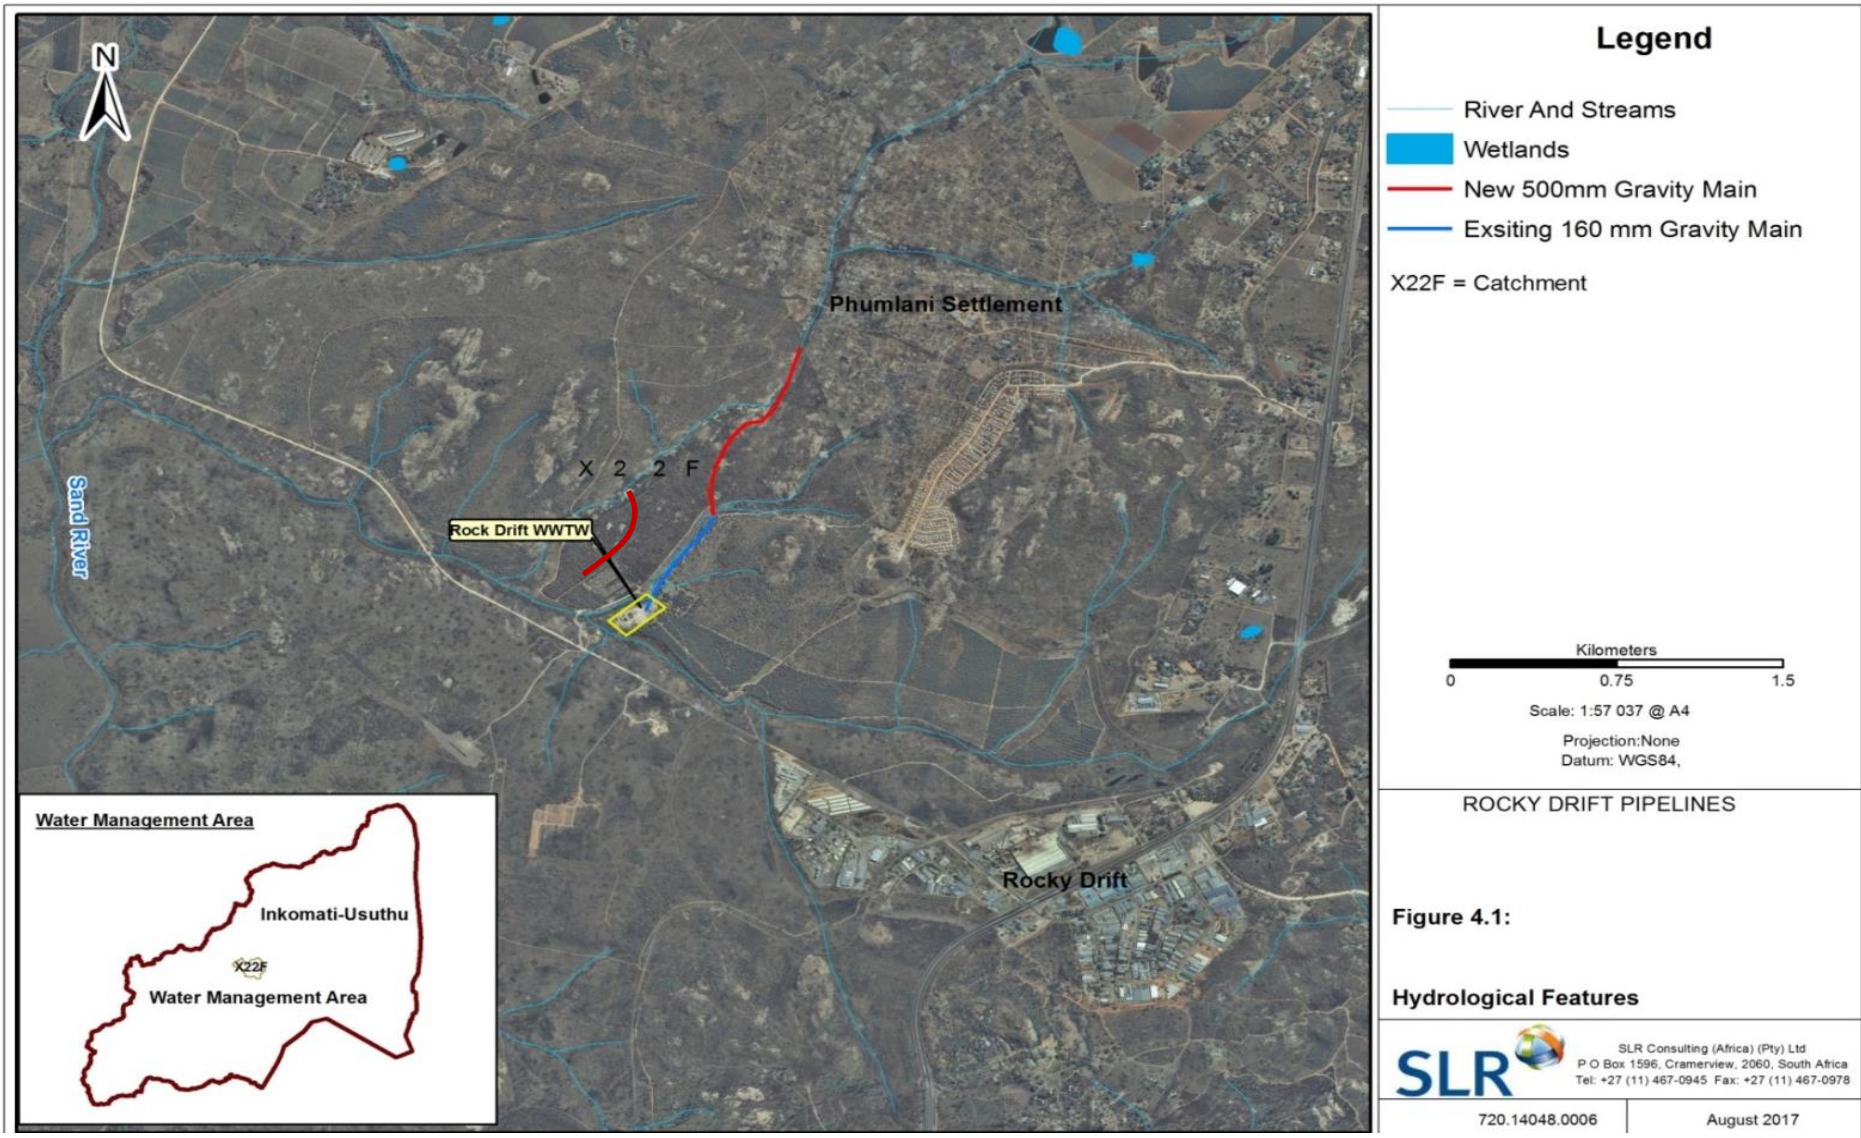 N
Phumlani Settlement
X 2 2 F
Rock Drift WWTW
Sand River
Rocky Drift
Water Management Area
Inkomati-Usuthu
X22F
Water Management Area
Legend
River And Streams
Wetlands
New 500mm Gravity Main
Exsiting 160 mm Gravity Main
X22F = Catchment
Kilometers
0 0.75 1.5
Scale: 1:57 037 @ A4
Projection:None
Datum: WGS84,
ROCKY DRIFT PIPELINES
Figure 4.1:
Hydrological Features
SLR
SLR Consulting (Africa) (Pty) Ltd
P O Box 1596, Cramerview, 2060, South Africa
Tel: +27 (11) 467-0945 Fax: +27 (11) 467-0978
720.14048.0006
August 2017